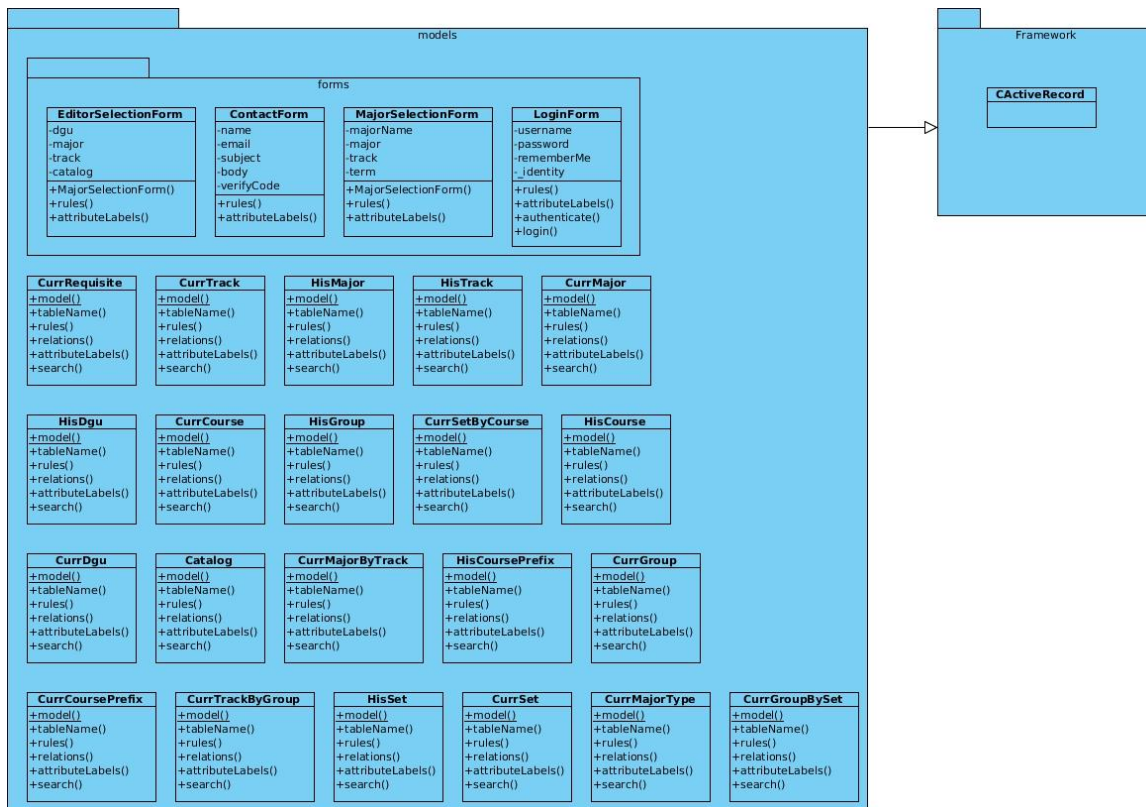 models
forms
EditorSelectionForm
-dgu
-major
-track
-catalog
+MajorSelectionForm()
+rules()
+attributeLabels()
ContactForm
-name
-email
-subject
-body
-verifyCode
+rules()
+attributeLabels()
MajorSelectionForm
-majorName
-major
-track
-term
+MajorSelectionForm()
+rules()
+attributeLabels()
LoginForm
-username
-password
-rememberMe
-_identity
+rules()
+attributeLabels()
+authenticate()
+login()
CurrRequisite
+model()
+tableName()
+rules()
+relations()
+attributeLabels()
+search()
CurrTrack
+model()
+tableName()
+rules()
+relations()
+attributeLabels()
+search()
HisMajor
+model()
+tableName()
+rules()
+relations()
+attributeLabels()
+search()
HisTrack
+model()
+tableName()
+rules()
+relations()
+attributeLabels()
+search()
CurrMajor
+model()
+tableName()
+rules()
+relations()
+attributeLabels()
+search()
HisDgu
+model()
+tableName()
+rules()
+relations()
+attributeLabels()
+search()
CurrCourse
+model()
+tableName()
+rules()
+relations()
+attributeLabels()
+search()
HisGroup
+model()
+tableName()
+rules()
+relations()
+attributeLabels()
+search()
CurrSetByCourse
+model()
+tableName()
+rules()
+relations()
+attributeLabels()
+search()
HisCourse
+model()
+tableName()
+rules()
+relations()
+attributeLabels()
+search()
CurrDgu
+model()
+tableName()
+rules()
+relations()
+attributeLabels()
+search()
Catalog
+model()
+tableName()
+rules()
+relations()
+attributeLabels()
+search()
CurrMajorByTrack
+model()
+tableName()
+rules()
+relations()
+attributeLabels()
+search()
HisCoursePrefix
+model()
+tableName()
+rules()
+relations()
+attributeLabels()
+search()
CurrGroup
+model()
+tableName()
+rules()
+relations()
+attributeLabels()
+search()
CurrCoursePrefix
+model()
+tableName()
+rules()
+relations()
+attributeLabels()
+search()
CurrTrackByGroup
+model()
+tableName()
+rules()
+relations()
+attributeLabels()
+search()
HisSet
+model()
+tableName()
+rules()
+relations()
+attributeLabels()
+search()
CurrSet
+model()
+tableName()
+rules()
+relations()
+attributeLabels()
+search()
CurrMajorType
+model()
+tableName()
+rules()
+relations()
+attributeLabels()
+search()
CurrGroupBySet
+model()
+tableName()
+rules()
+relations()
+attributeLabels()
+search()
Framework
CActiveRecord